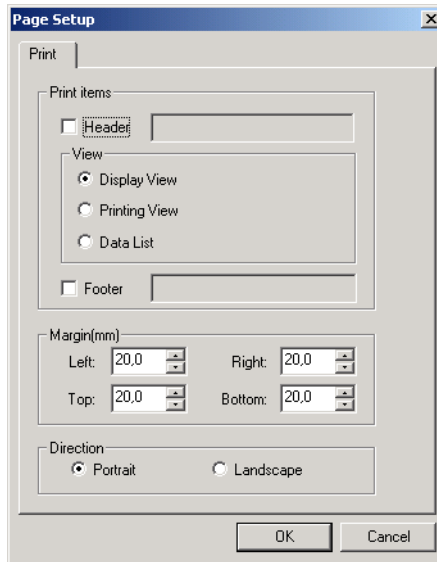 Page Setup
Print
Print items
Header
View
Display View
Printing View
Data List
Footer
Margin(mm)
Left: 20,0 Right: 20,0
Top: 20,0 Bottom: 20,0
Direction
Portrait Landscape
OK Cancel